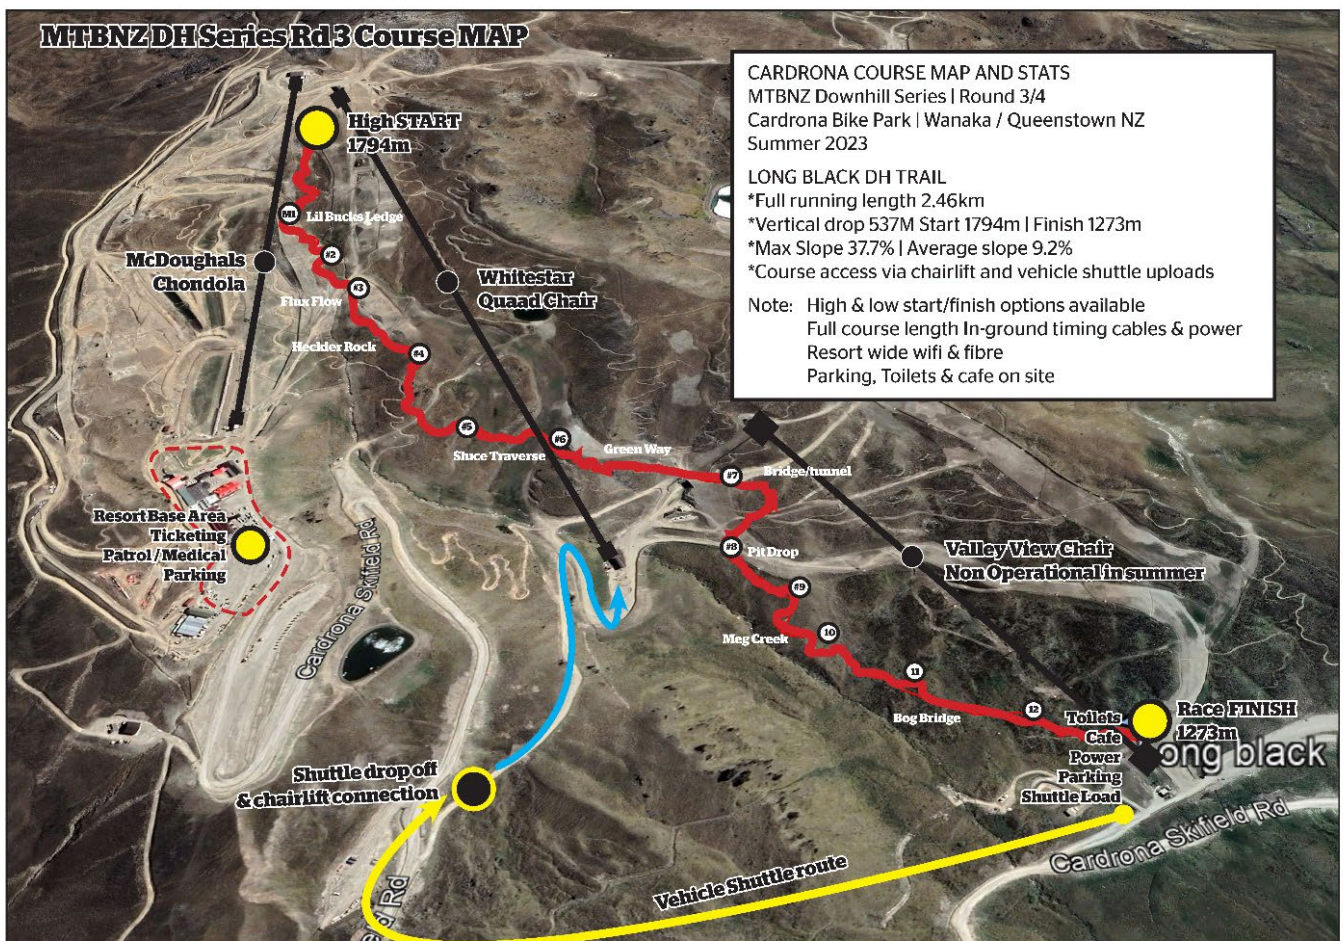 MTBNZ DH Series Rd 3 Course MAP
CARDRONA COURSE MAP AND STATS
MTBNZ Downhill Series | Round 3/4
Cardrona Bike Park | Wanaka / Queenstown NZ
Summer 2023
LONG BLACK DH TRAIL
*Full running length 2.46km
*Vertical drop 537M Start 1794m | Finish 1273m
*Max Slope 37.7% | Average slope 9.2%
*Course access via chairlift and vehicle shuttle uploads
Note: High & low start/finish options available
Full course length In-ground timing cables & power
Resort wide wifi & fibre
Parking, Toilets & cafe on site
High START
1794m
M1
Lil Bucks Ledge
#2
McDoughals
Chondola
Whitestar
Quaad Chair
#3
Flux Flow
Heckler Rock
#4
#5
Sluce Traverse
#6
Green Way
#7
Bridge/tunnel
Resort Base Area
Ticketing
Patrol / Medical
Parking
Cardrona Skifield Rd
#8
Pit Drop
Valley View Chair
Non Operational in summer
#9
Meg Creek
10
11
Bog Bridge
12
Toilets
Cafe
Power
Parking
Shuttle Load
Race FINISH
1273m
ong black
Shuttle drop off
& chairlift connection
Cardrona Skifield Rd
Vehicle Shuttle route
eld Rd